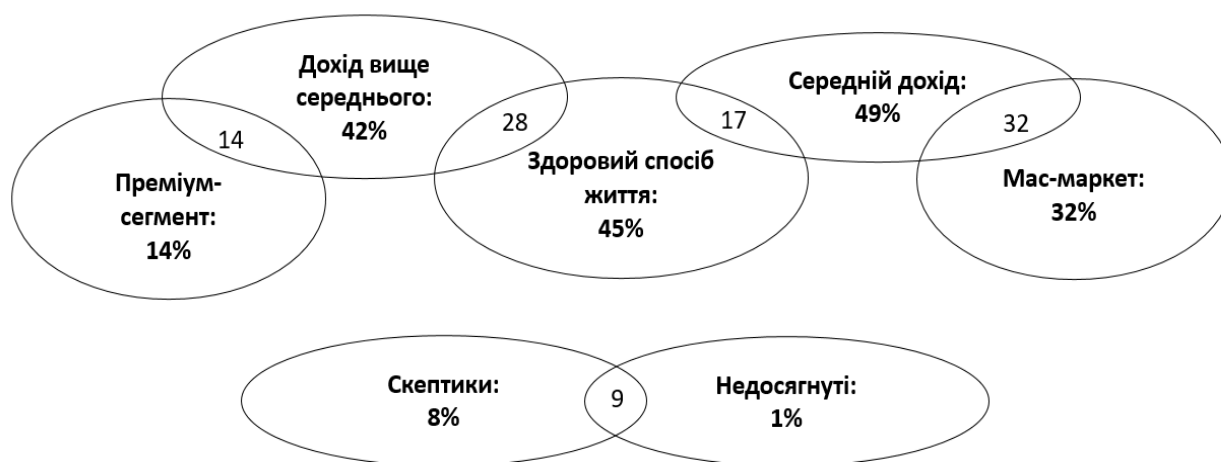 Дохід вище
середнього:
42%
Середній дохід:
49%
14
28
17
32
Преміум-
сегмент:
14%
Здоровий спосіб
життя:
45%
Мас-маркет:
32%
Скептики:
8%
9
Недосягнуті:
1%